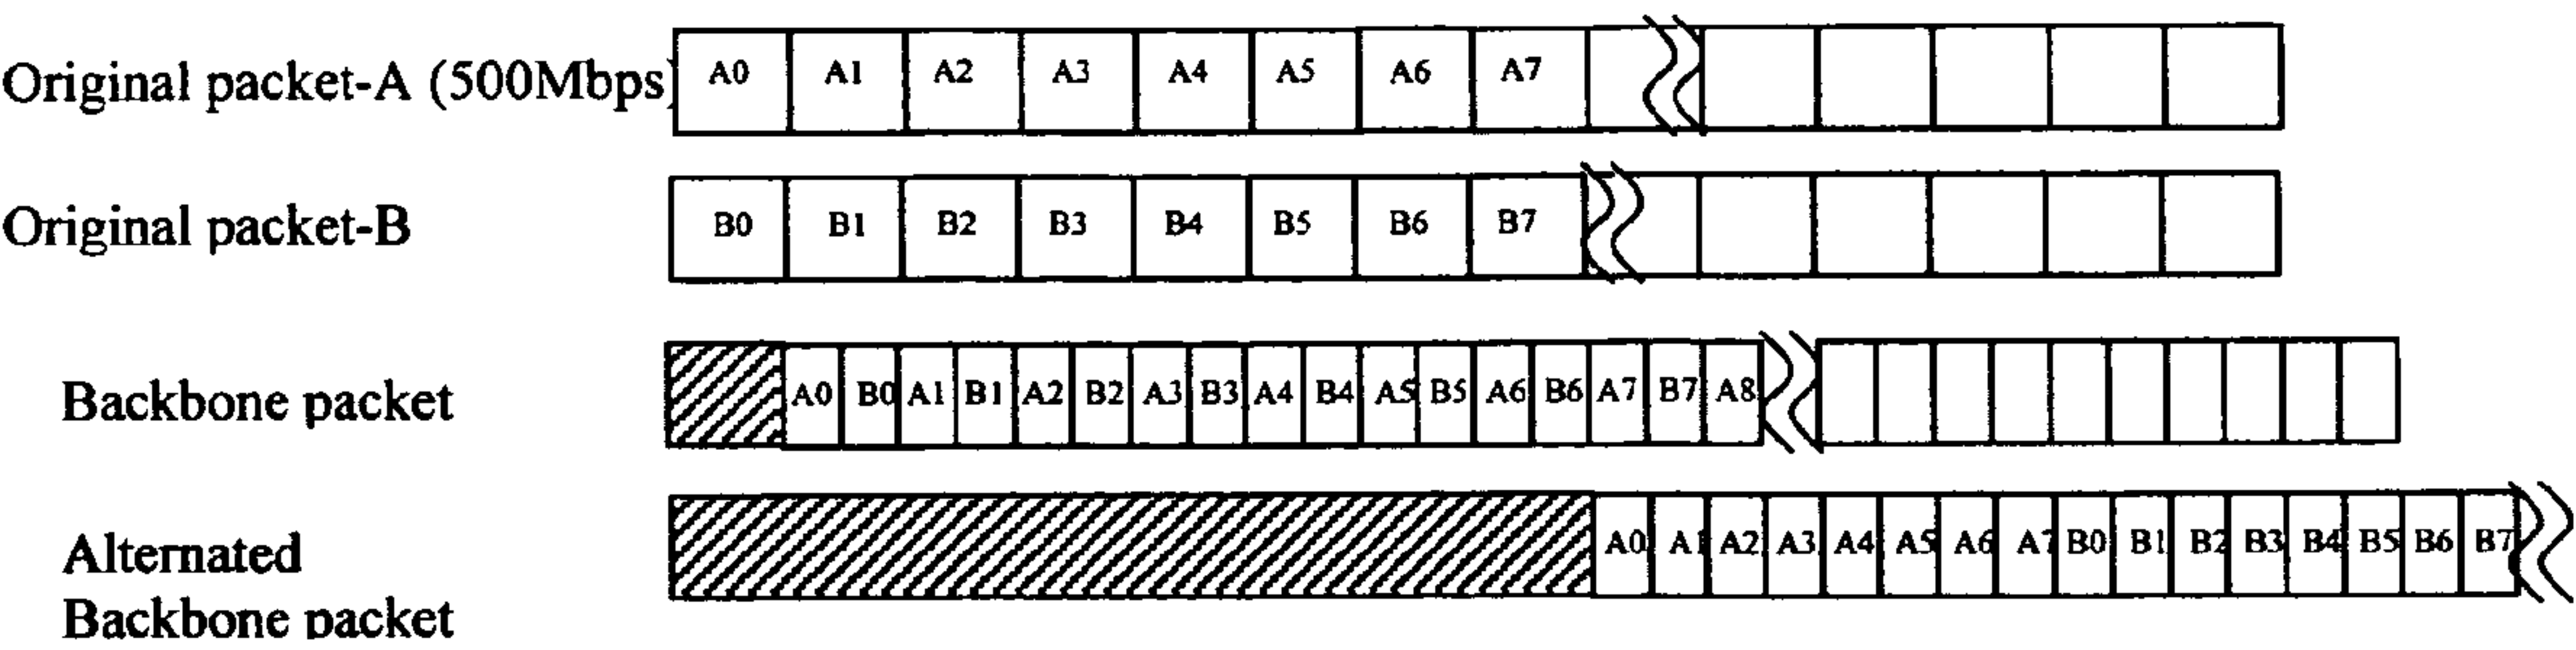 Original packet-A (500Mbps) A0 A1 A2 A3 A4 A5 A6 A7
Original packet-B B0 B1 B2 B3 B4 B5 B6 B7
Backbone packet A0 B0 A1 B1 A2 B2 A3 B3 A4 B4 A5 B5 A6 B6 A7 B7 A8
Alternated A0 A1 A2 A3 A4 A5 A6 A7 B0 B1 B2 B3 B4 B5 B6 B7
Backbone packet